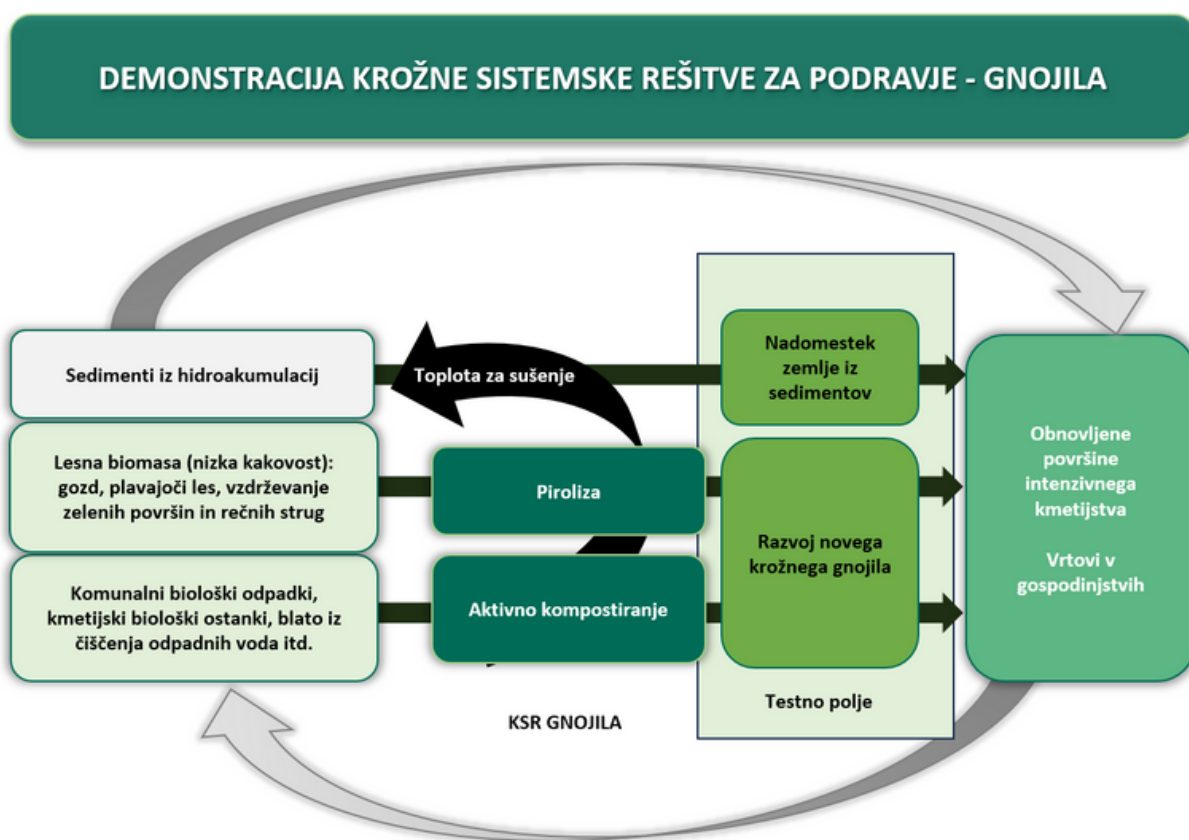 DEMONSTRACIJA KROŽNE SISTEMSKE REŠITVE ZA PODRAVJE - GNOJILA
Sedimenti iz hidroakumulacij
Toplota za sušenje
Nadomestek
zemlje iz
sedimentov
Lesna biomasa (nizka kakovost):
gozd, plavajoči les, vzdrževanje
zelenih površin in rečnih strug
Piroliza
Razvoj novega
krožnega gnojila
Komunalni biološki odpadki,
kmetijski biološki ostanki, blato iz
čiščenja odpadnih voda itd.
Aktivno kompostiranje
Obnovljene
površine
intenzivnega
kmetijstva
Vrtovi v
gospodinjstvih
Testno polje
KSR GNOJILA